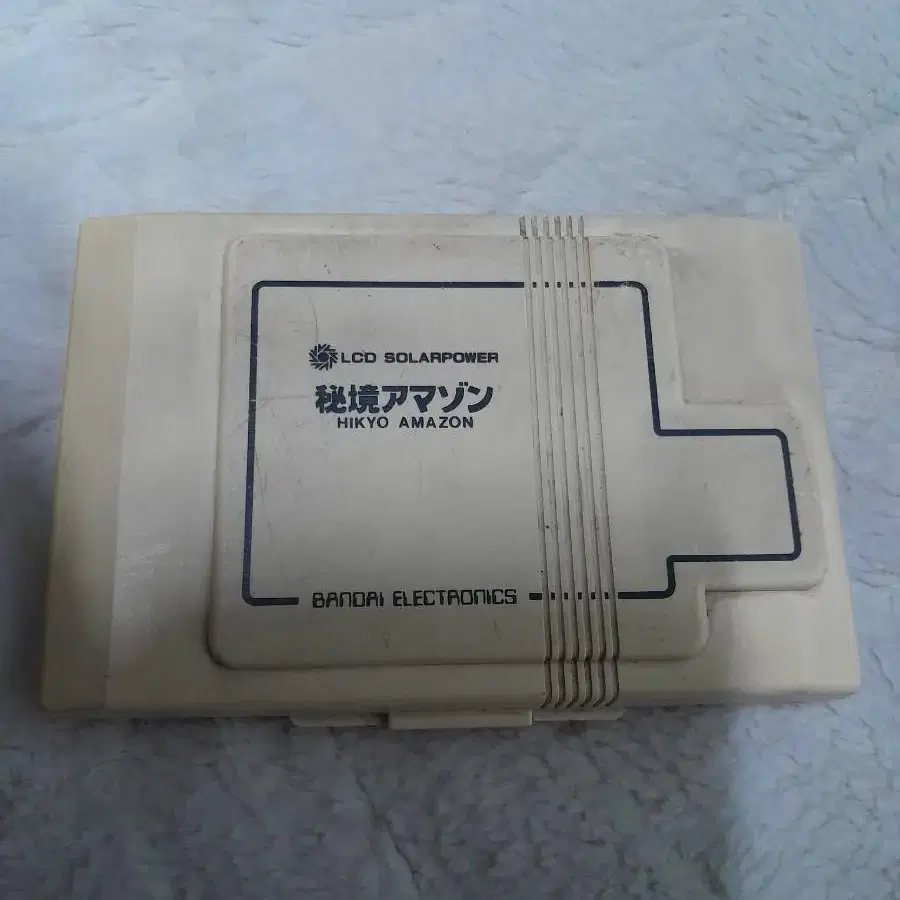 LCD SOLARPOWER
秘境アマゾン
HIKYO AMAZON
BANDAI ELECTRONICS